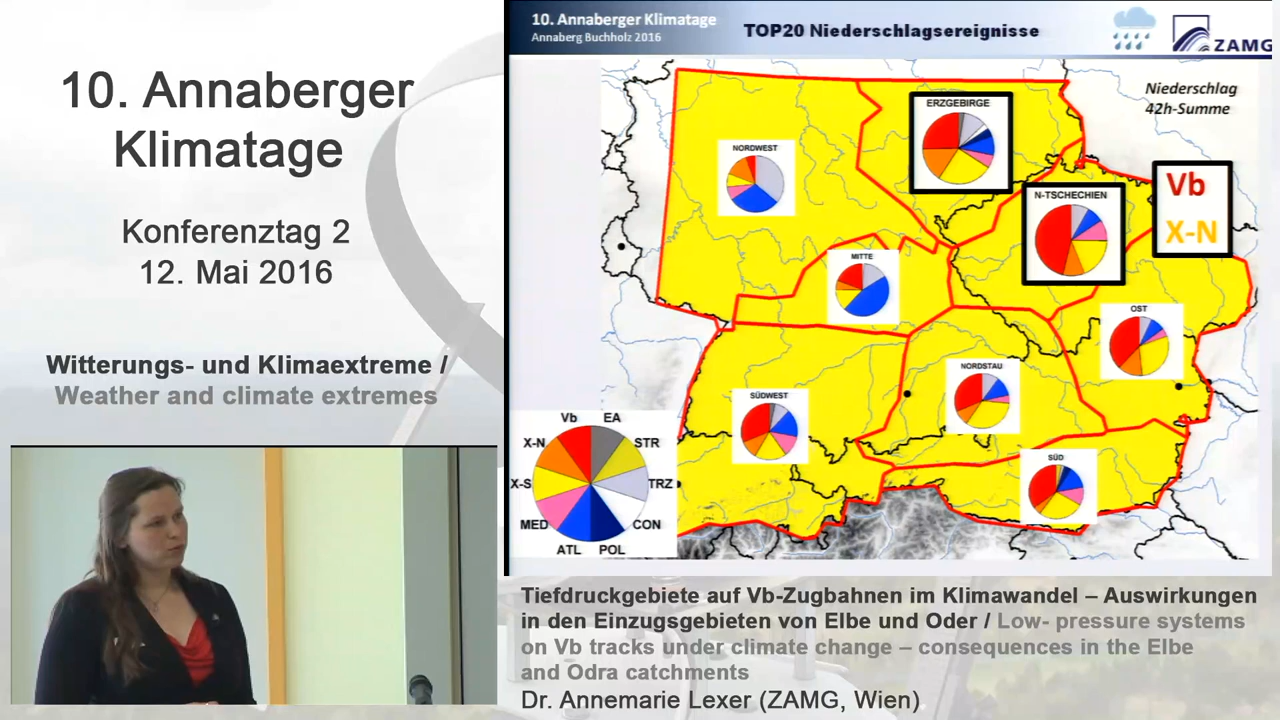 10. Annaberger
Klimatage
Konferenztag 2
12. Mai 2016
Witterungs- und Klimaextreme /
Weather and climate extremes
10. Annaberger Klimatage
Annaberg Buchholz 2016
TOP20 Niederschlagsereignisse
ZAMG
Niederschlag
42h-Summe
ERZGEBIRGE
NORDWEST
N-TSCHECHIEN
Vb
X-N
MITTE
OST
NORDSTAU
SÜDWEST
SÜD
Vb
EA
X-N
STR
X-S
TRZ
MED
CON
ATL
POL
Tiefdruckgebiete auf Vb-Zugbahnen im Klimawandel – Auswirkungen
in den Einzugsgebieten von Elbe und Oder / Low- pressure systems
on Vb tracks under climate change – consequences in the Elbe
and Odra catchments
Dr. Annemarie Lexer (ZAMG, Wien)